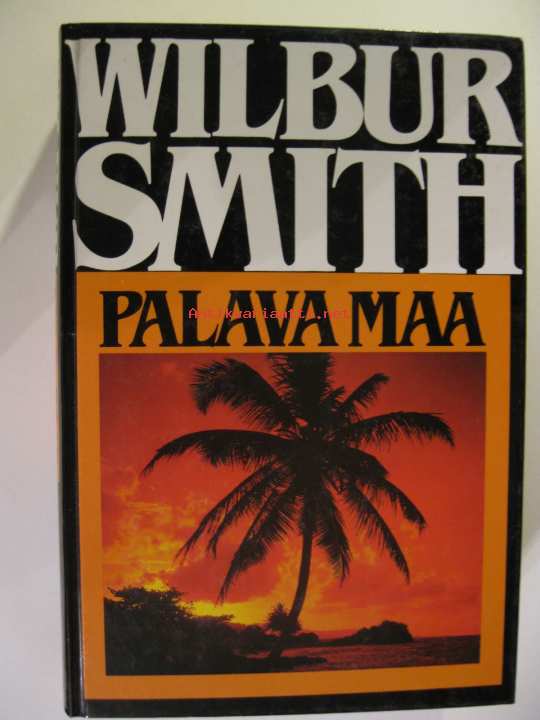 WILBUR
SMITH
PALAVA MAA
Antikvariaatti.net